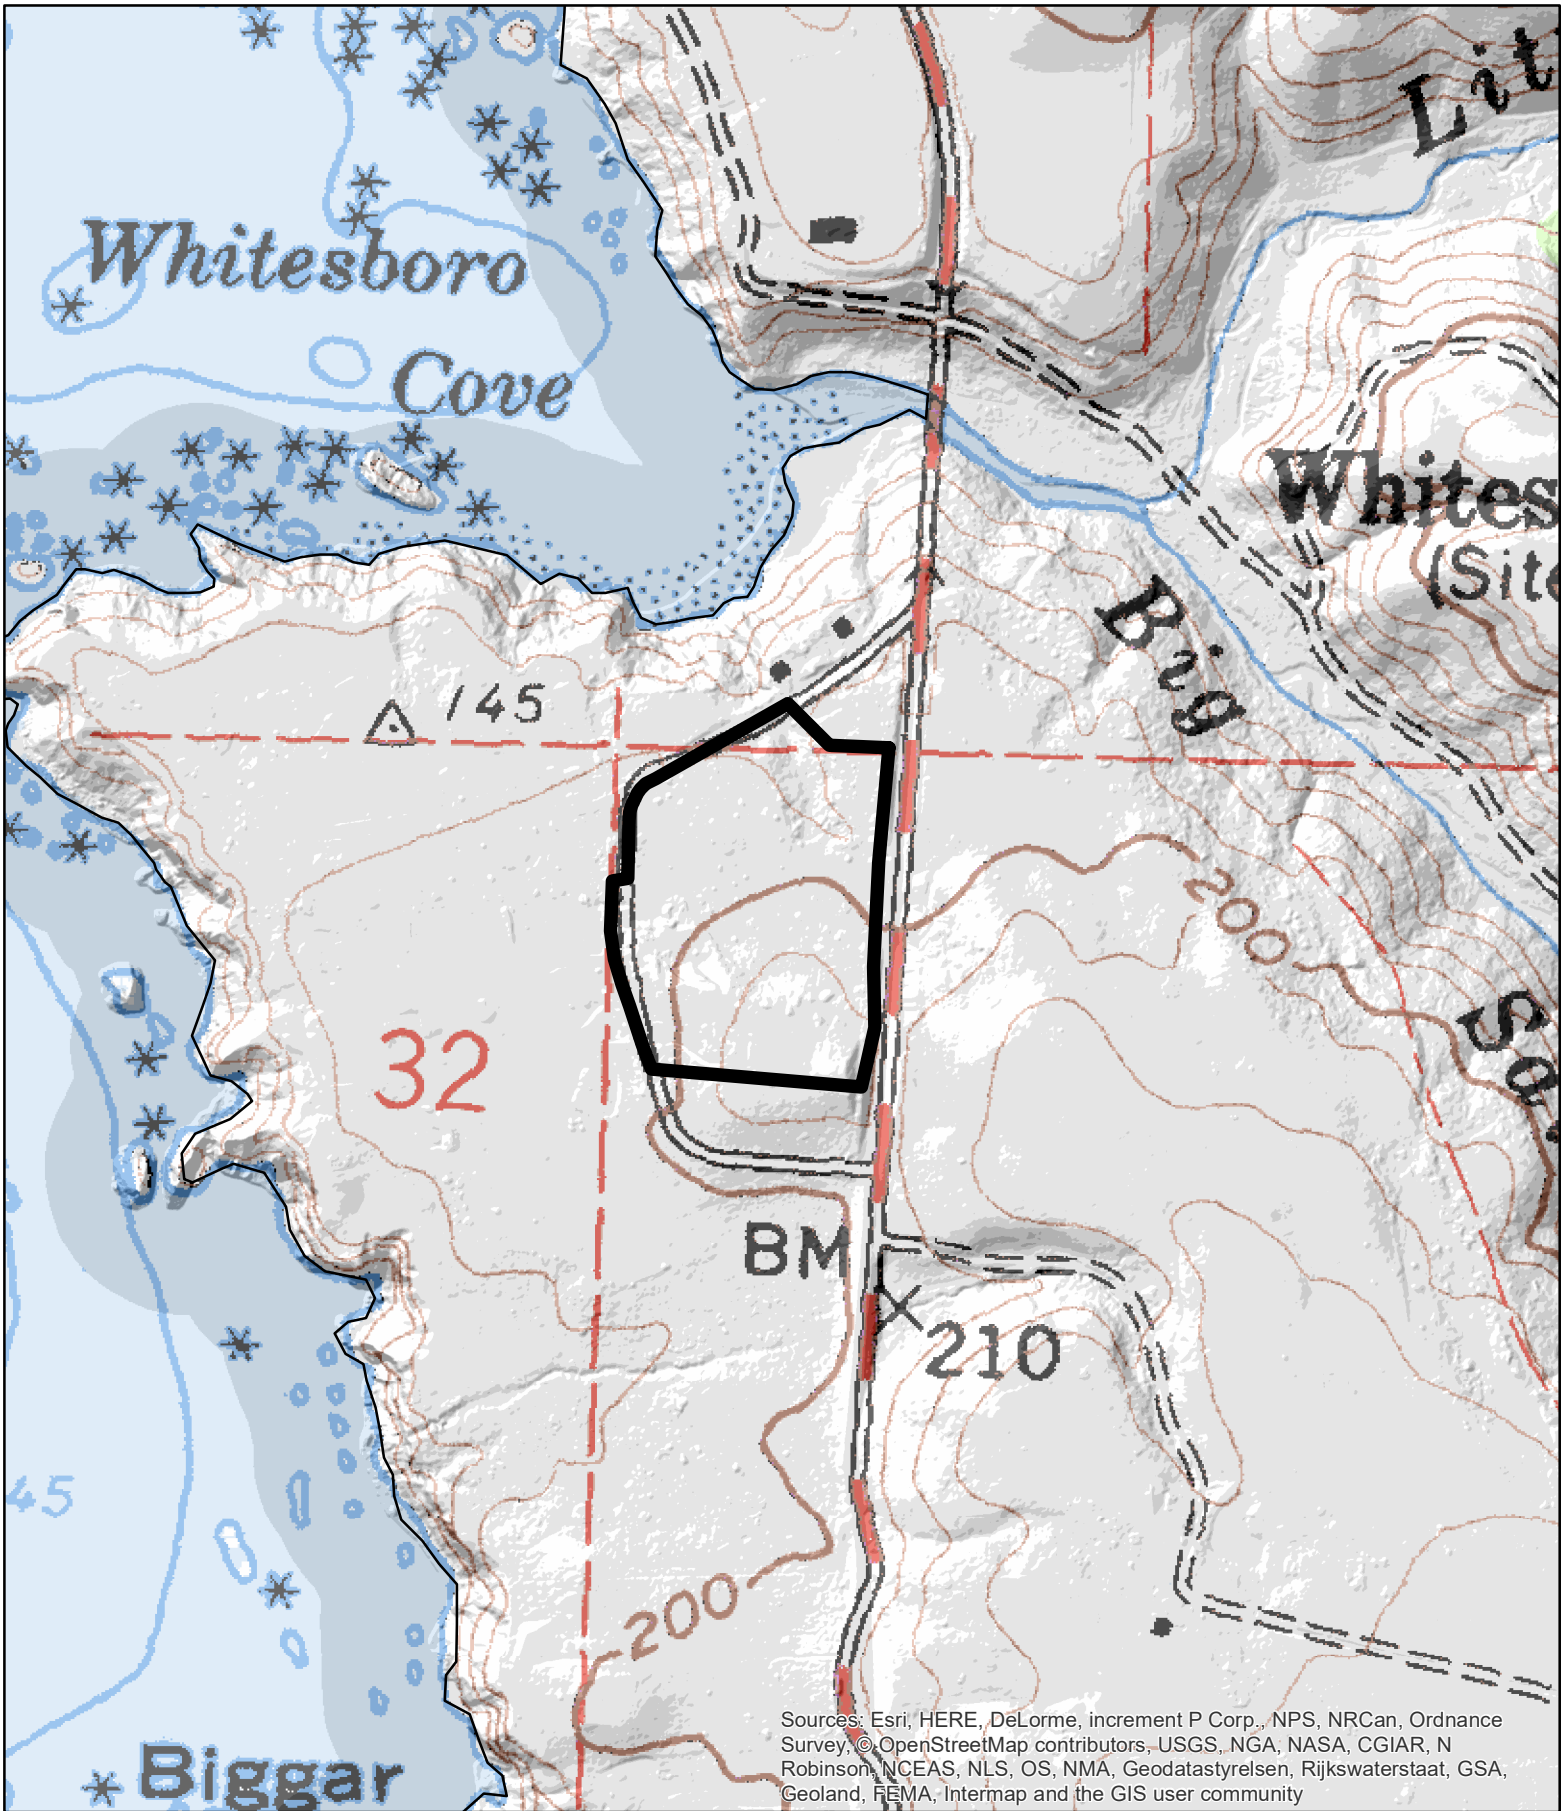 Lit
Whitesboro
Cove
Whites
(Site
Big
145
200
32
Sa
BM
210
45
200
Biggar
Sources: Esri, HERE, DeLorme, increment P Corp., NPS, NRCan, Ordnance
Survey, © OpenStreetMap contributors, USGS, NGA, NASA, CGIAR, N
Robinson, NCEAS, NLS, OS, NMA, Geodatastyrelsen, Rijkswaterstaat, GSA,
Geoland, FEMA, Intermap and the GIS user community